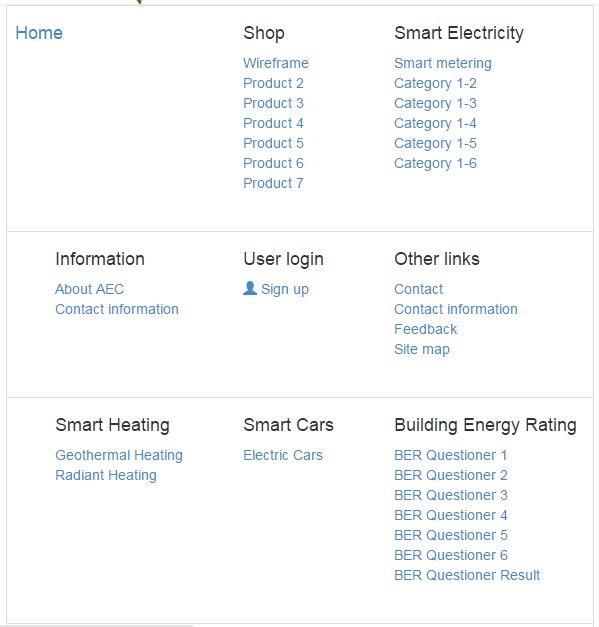 Home
Shop
Wireframe
Product 2
Product 3
Product 4
Product 5
Product 6
Product 7
Smart Electricity
Smart metering
Category 1-2
Category 1-3
Category 1-4
Category 1-5
Category 1-6
Information
About AEC
Contact information
User login
Sign up
Other links
Contact
Contact information
Feedback
Site map
Smart Heating
Geothermal Heating
Radiant Heating
Smart Cars
Electric Cars
Building Energy Rating
BER Questioner 1
BER Questioner 2
BER Questioner 3
BER Questioner 4
BER Questioner 5
BER Questioner 6
BER Questioner Result